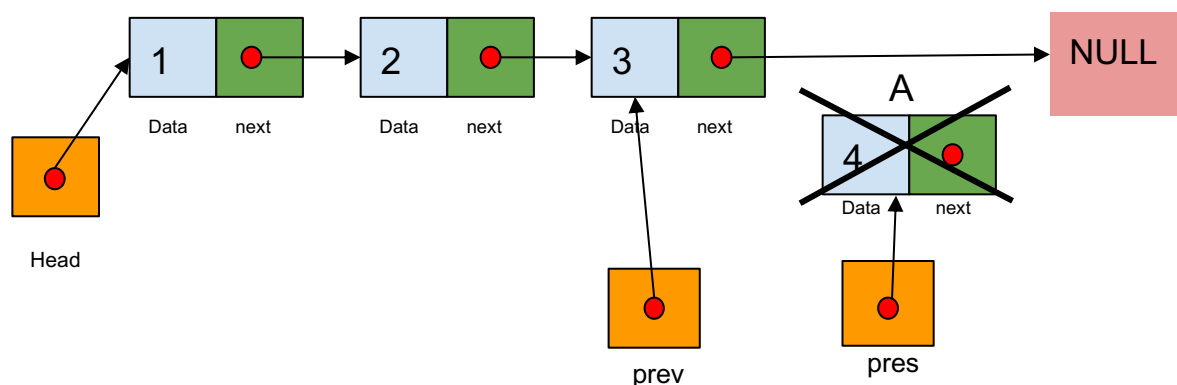 1
2
3
NULL
A
Data next
Data next
Data next
4
Data next
Head
prev
pres